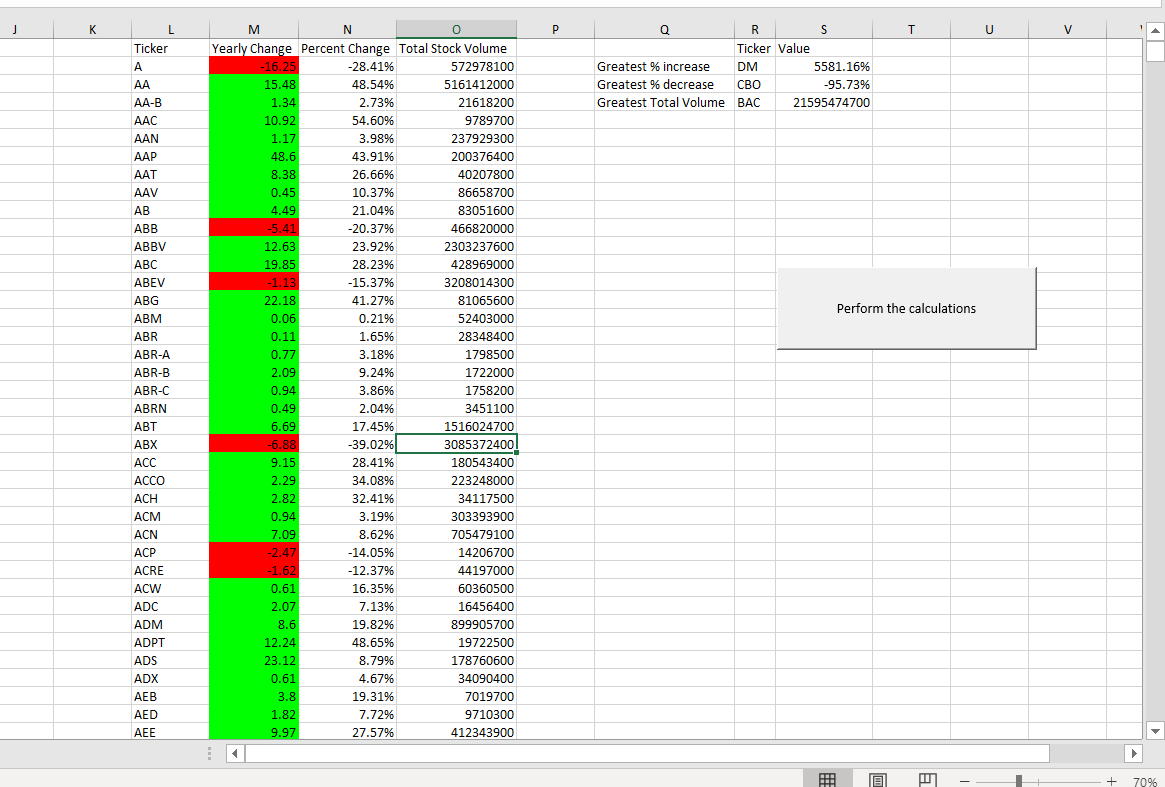 J K L M N O P Q R S T U V
Ticker Yearly Change Percent Change Total Stock Volume Ticker Value
A -16.25 -28.41% 572978100 Greatest % increase DM 5581.16%
AA 15.48 48.54% 5161412000 Greatest % decrease CBO -95.73%
AA-B 1.34 2.73% 21618200 Greatest Total Volume BAC 21595474700
AAC 10.92 54.60% 9789700
AAN 1.17 3.98% 237929300
AAP 48.6 43.91% 200376400
AAT 8.38 26.66% 40207800
AAV 0.45 10.37% 86658700
AB 4.49 21.04% 83051600
ABB -5.41 -20.37% 466820000
ABBV 12.63 23.92% 2303237600
ABC 19.85 28.23% 428969000
ABEV -1.13 -15.37% 3208014300
ABG 22.18 41.27% 81065600
ABM 0.06 0.21% 52403000
ABR 0.11 1.65% 28348400
ABR-A 0.77 3.18% 1798500
ABR-B 2.09 9.24% 1722000
ABR-C 0.94 3.86% 1758200
ABRN 0.49 2.04% 3451100
ABT 6.69 17.45% 1516024700
ABX -6.88 -39.02% 3085372400
ACC 9.15 28.41% 180543400
ACCO 2.29 34.08% 223248000
ACH 2.82 32.41% 34117500
ACM 0.94 3.19% 303393900
ACN 7.09 8.62% 705479100
ACP -2.47 -14.05% 14206700
ACRE -1.62 -12.37% 44197000
ACW 0.61 16.35% 60360500
ADC 2.07 7.13% 16456400
ADM 8.6 19.82% 899905700
ADPT 12.24 48.65% 19722500
ADS 23.12 8.79% 178760600
ADX 0.61 4.67% 34090400
AEB 3.8 19.31% 7019700
AED 1.82 7.72% 9710300
AEE 9.97 27.57% 412343900
Perform the calculations
70%